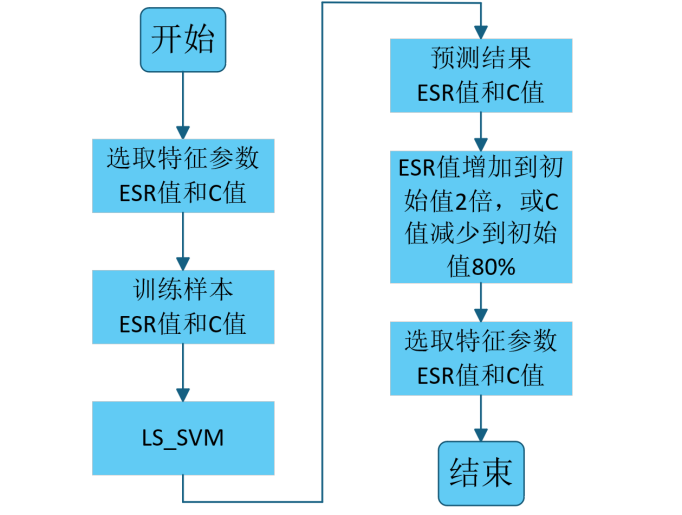 开始
选取特征参数
ESR值和C值
训练样本
ESR值和C值
LS_SVM
预测结果
ESR值和C值
ESR值增加到初
始值2倍，或C
值减少到初始
值80%
选取特征参数
ESR值和C值
结束